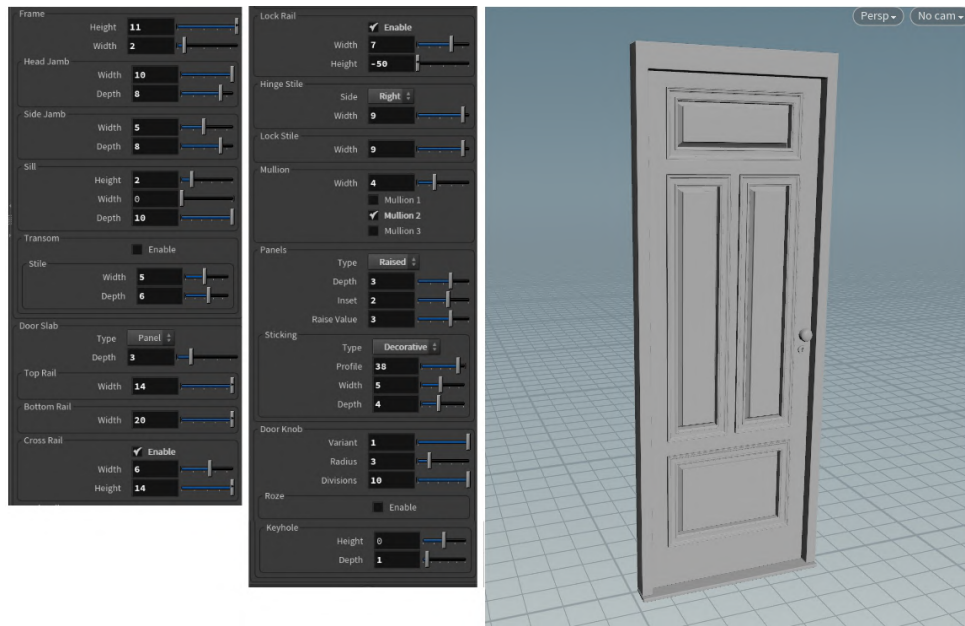 Frame
Height 11
Width 2
Head Jamb
Width 10
Depth 8
Side Jamb
Width 5
Depth 8
Sill
Height 2
Width 0
Depth 10
Transom
Enable
Stile
Width 5
Depth 6
Door Slab
Type Panel
Depth 3
Top Rail
Width 14
Bottom Rail
Width 20
Cross Rail
Enable
Width 6
Height 14
Lock Rail
Enable
Width 7
Height -50
Hinge Stile
Side Right
Width 9
Lock Stile
Width 9
Mullion
Width 4
Mullion 1
Mullion 2
Mullion 3
Panels
Type Raised
Depth 3
Inset 2
Raise Value 3
Sticking
Type Decorative
Profile 38
Width 5
Depth 4
Door Knob
Variant 1
Radius 3
Divisions 10
Roze
Enable
Keyhole
Height 0
Depth 1
Persp No cam